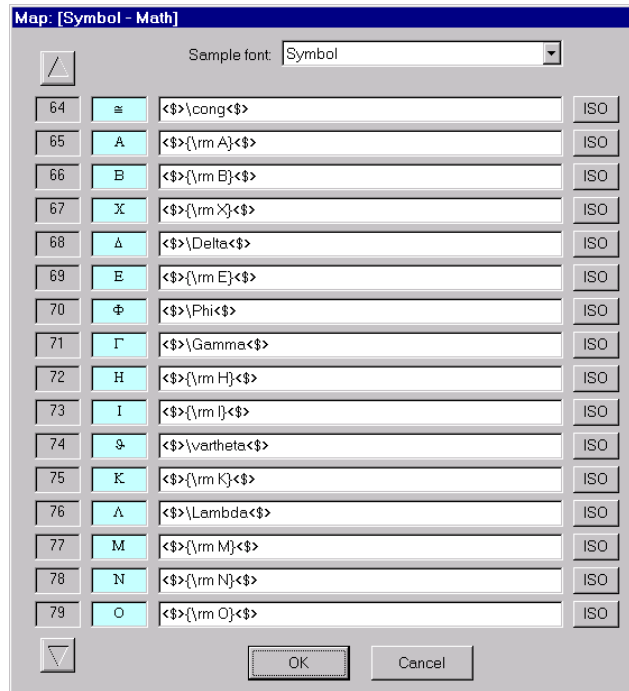 Map: [Symbol - Math]
Sample font: Symbol
64 ≅ <$>\cong<$> ISO
65 Α <$>{\rm A}<$> ISO
66 Β <$>{\rm B}<$> ISO
67 Χ <$>{\rm X}<$> ISO
68 Δ <$>\Delta<$> ISO
69 Ε <$>{\rm E}<$> ISO
70 Φ <$>\Phi<$> ISO
71 Γ <$>\Gamma<$> ISO
72 Η <$>{\rm H}<$> ISO
73 Ι <$>{\rm I}<$> ISO
74 ϑ <$>\vartheta<$> ISO
75 Κ <$>{\rm K}<$> ISO
76 Λ <$>\Lambda<$> ISO
77 Μ <$>{\rm M}<$> ISO
78 Ν <$>{\rm N}<$> ISO
79 Ο <$>{\rm O}<$> ISO
OK Cancel